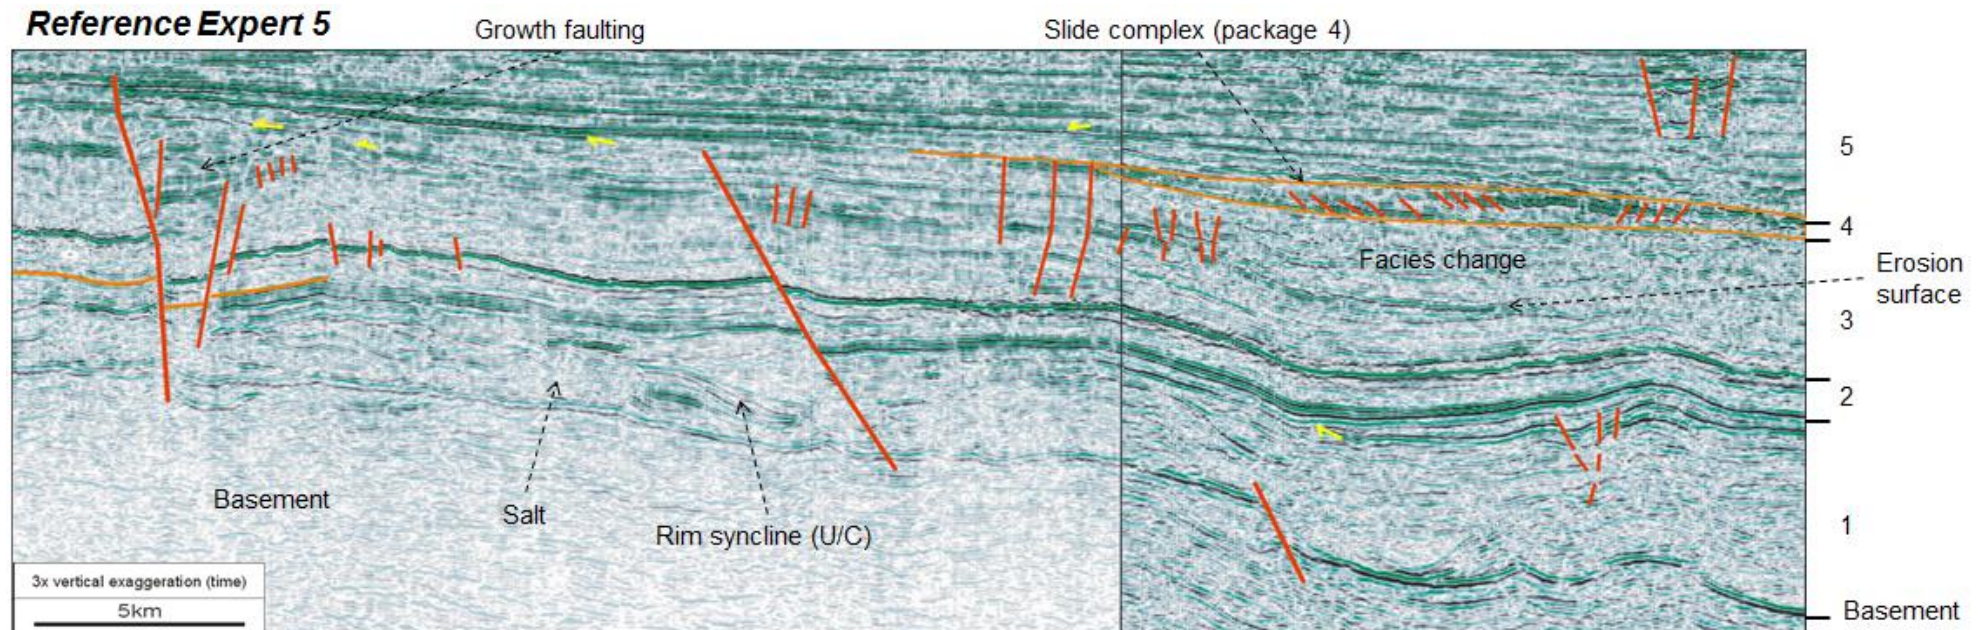 Reference Expert 5
Growth faulting
Slide complex (package 4)
5
4
Facies change
Erosion
surface
3
2
Basement
Salt
Rim syncline (U/C)
1
3x vertical exaggeration (time)
5km
Basement